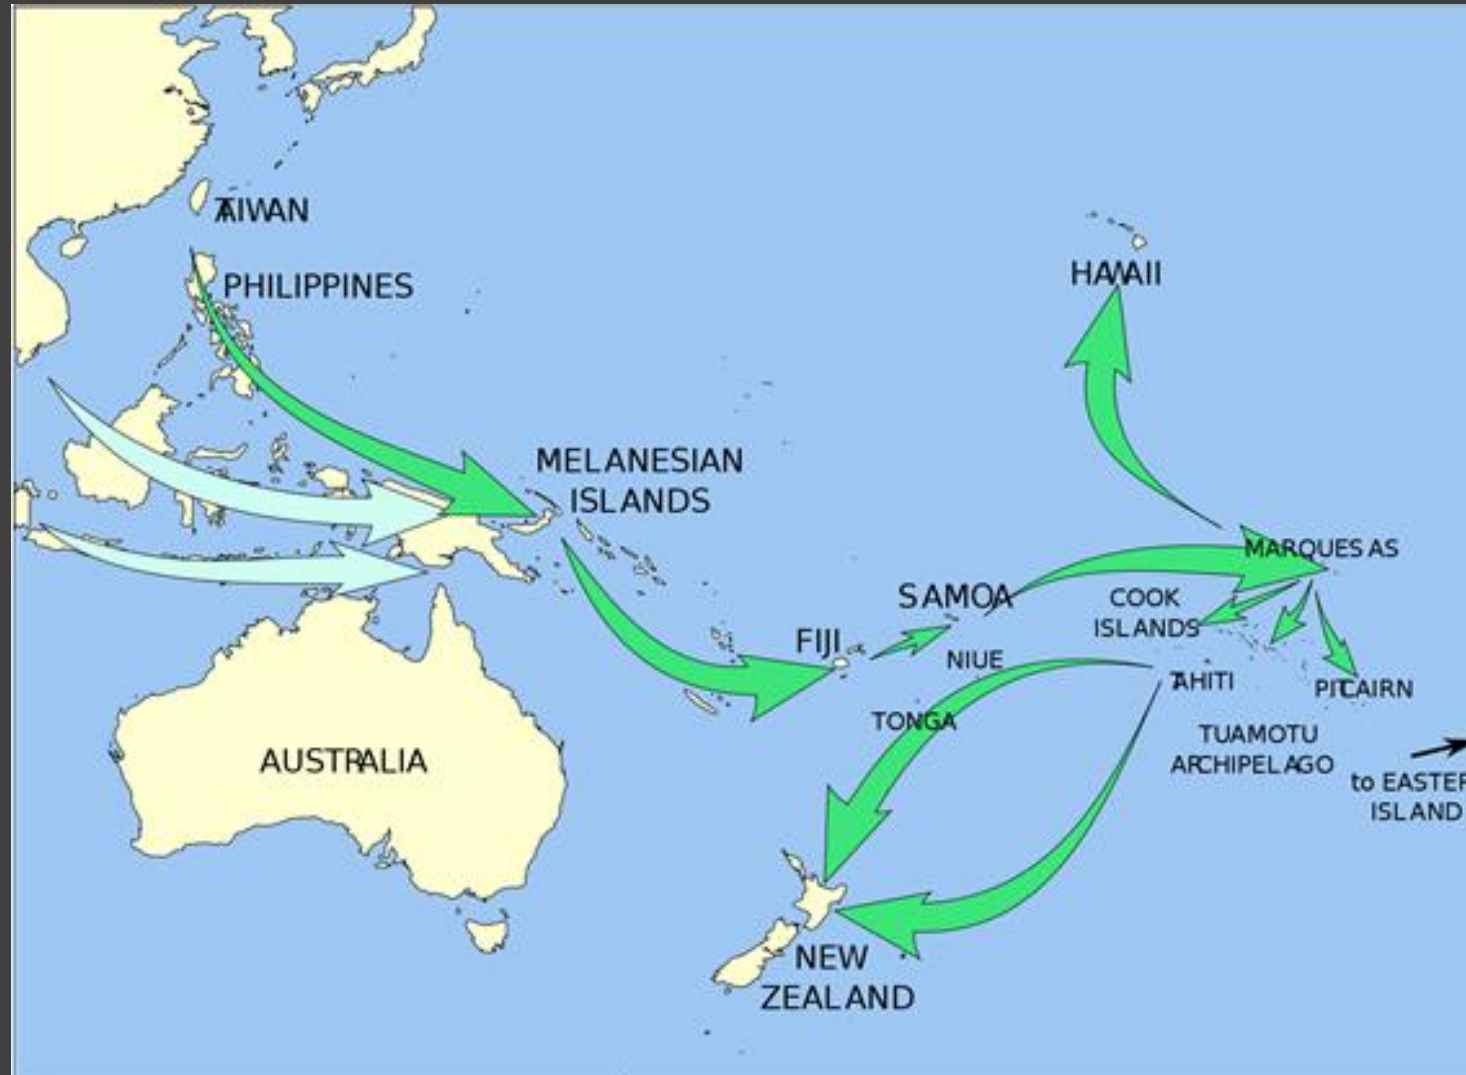 TAIWAN
PHILIPPINES
HAWAII
MELANESIAN
ISLANDS
MARQUESAS
SAMOA
COOK
ISLANDS
FIJI
NIUE
TAHITI
PITCAIRN
TONGA
TUAMOTU
ARCHIPELAGO
AUSTRALIA
to EASTER
ISLAND
NEW
ZEALAND